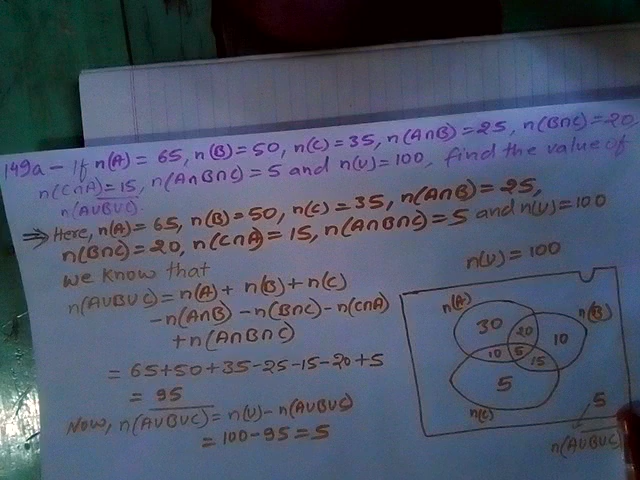 149a - If n(A) = 65, n(B) = 50, n(C) = 35, n(A∩B) = 25, n(B∩C) = 20
n(C∩A) = 15, n(A∩B∩C) = 5 and n(U) = 100, find the value of
n(A∪B∪C).
⇒ Here, n(A) = 65, n(B) = 50, n(C) = 35, n(A∩B) = 25,
n(B∩C) = 20, n(C∩A) = 15, n(A∩B∩C) = 5 and n(U) = 100
we know that
n(A∪B∪C) = n(A) + n(B) + n(C)
- n(A∩B) - n(B∩C) - n(C∩A)
+ n(A∩B∩C)
= 65+50+35-25-15-20+5
= 95
Now, n(A̅∪̅B̅∪̅C̅) = n(U) - n(A∪B∪C)
= 100-95 = 5
n(U) = 100
n(A)
n(B)
30
20
10
10
5
15
5
n(C)
5
n(A̅∪̅B̅∪̅C̅)